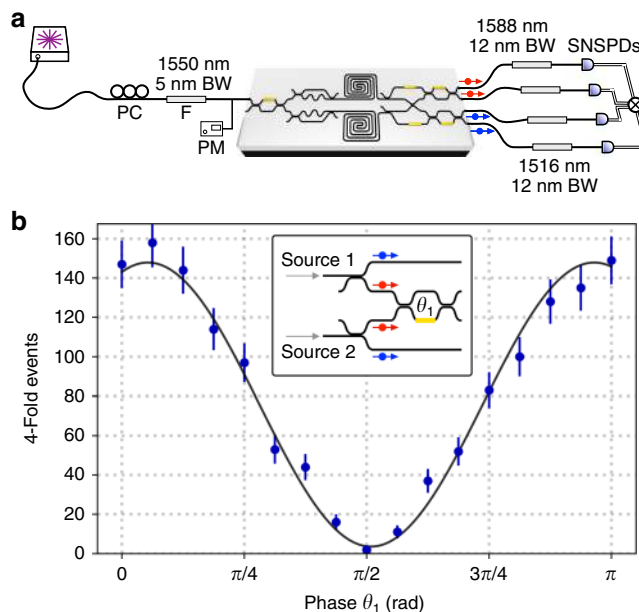 a
1588 nm
12 nm BW
SNSPDs
1550 nm
5 nm BW
PC
F
PM
1516 nm
12 nm BW
b
160
140
120
100
80
60
40
20
0
4-Fold events
Source 1
θ1
Source 2
0
π/4
π/2
3π/4
π
Phase θ1 (rad)